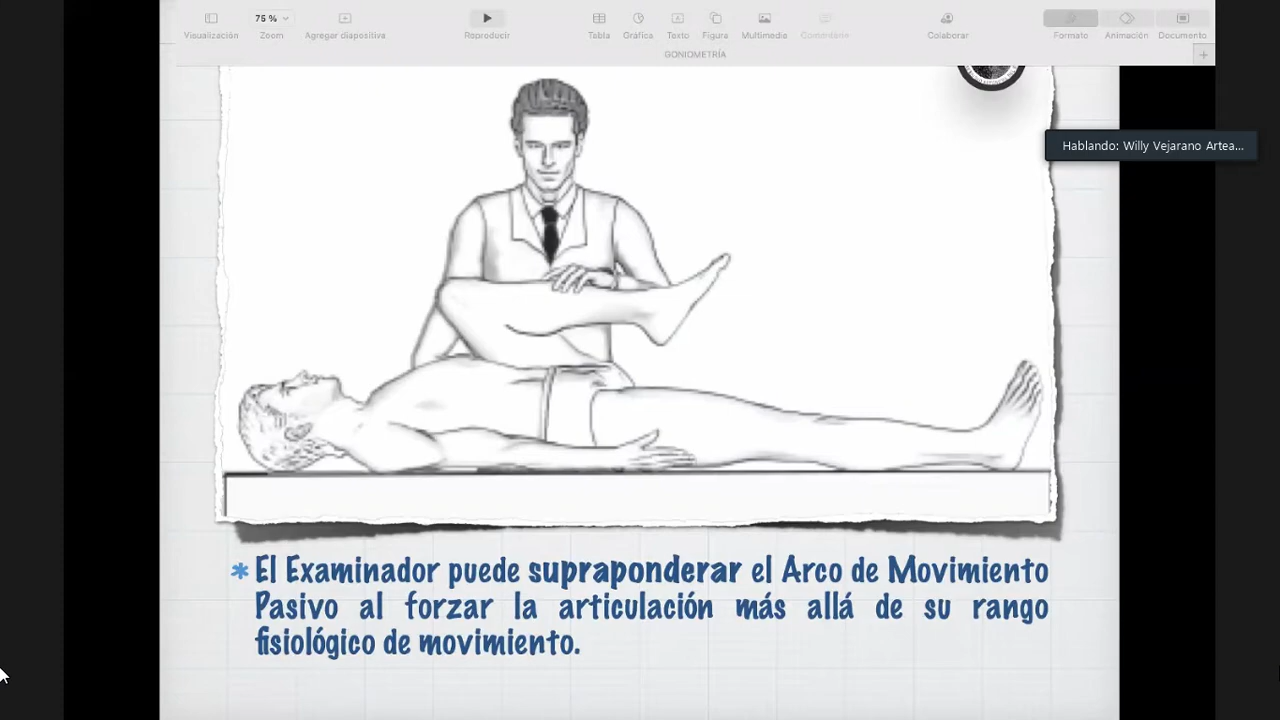 75 %
Visualización Zoom Agregar diapositiva Reproducir Tabla Gráfica Texto Figura Multimedia Comentario Colaborar Formato Animación Documento
GONIOMETRÍA
Hablando: Willy Vejarano Artea...
El Examinador puede supraponderar el Arco de Movimiento
Pasivo al forzar la articulación más allá de su rango
fisiológico de movimiento.